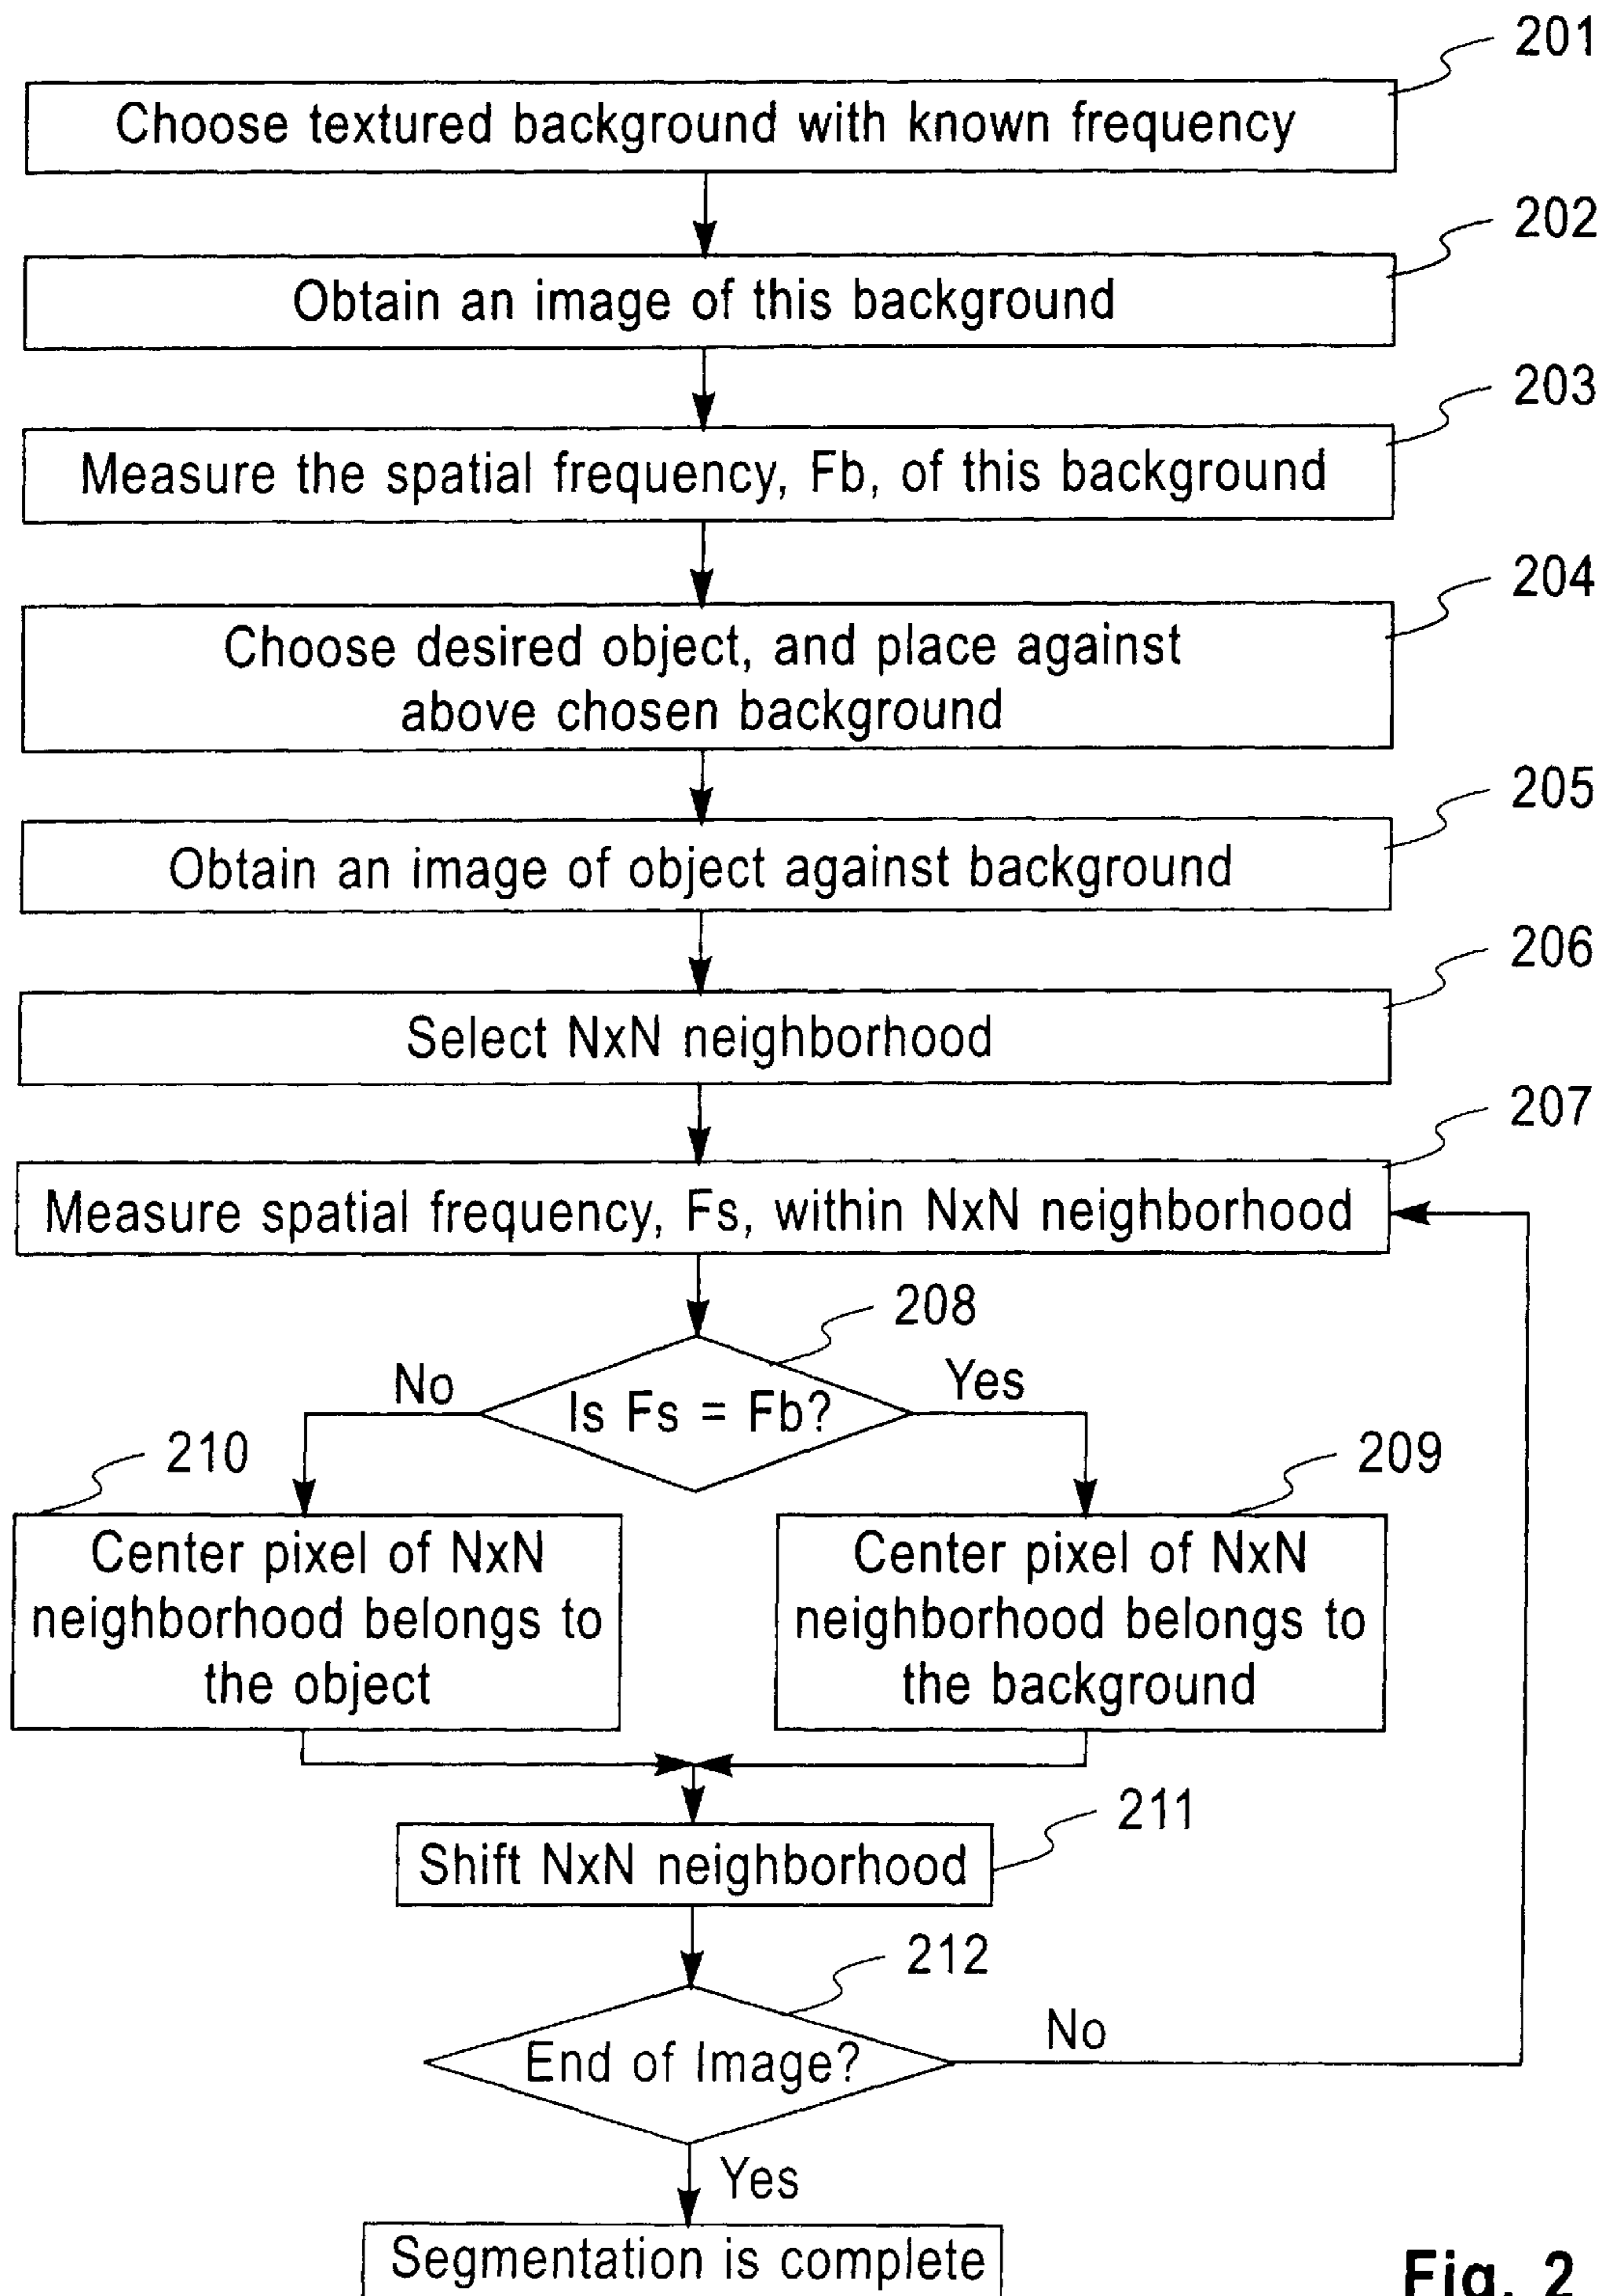 201
Choose textured background with known frequency
202
Obtain an image of this background
203
Measure the spatial frequency, Fb, of this background
204
Choose desired object, and place against
above chosen background
205
Obtain an image of object against background
206
Select NxN neighborhood
207
Measure spatial frequency, Fs, within NxN neighborhood
208
No
Is Fs = Fb?
Yes
210
209
Center pixel of NxN
neighborhood belongs to
the object
Center pixel of NxN
neighborhood belongs to
the background
211
Shift NxN neighborhood
212
End of Image?
No
Yes
Segmentation is complete
Fig. 2